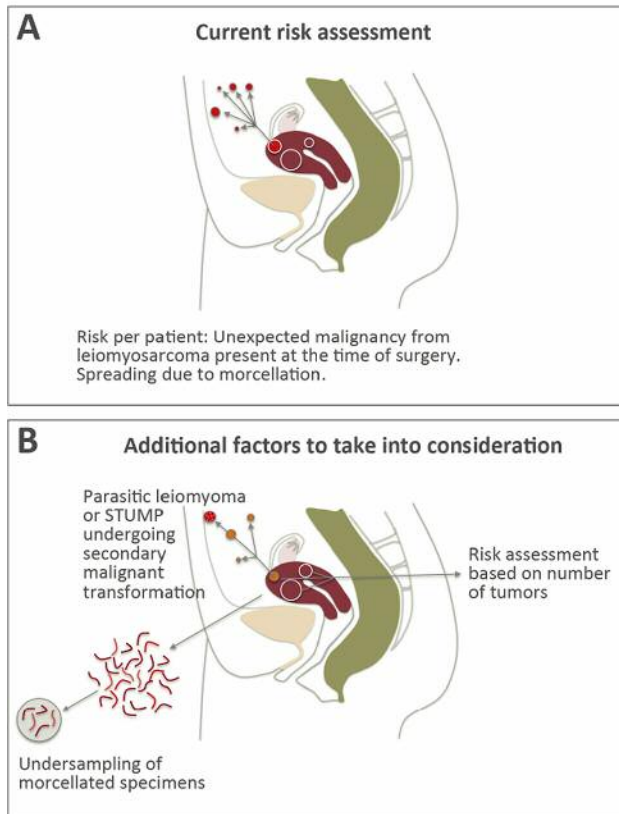 A
Current risk assessment
Risk per patient: Unexpected malignancy from
leiomyosarcoma present at the time of surgery.
Spreading due to morcellation.
B
Additional factors to take into consideration
Parasitic leiomyoma
or STUMP
undergoing
secondary
malignant
transformation
Risk assessment
based on number
of tumors
Undersampling of
morcellated specimens